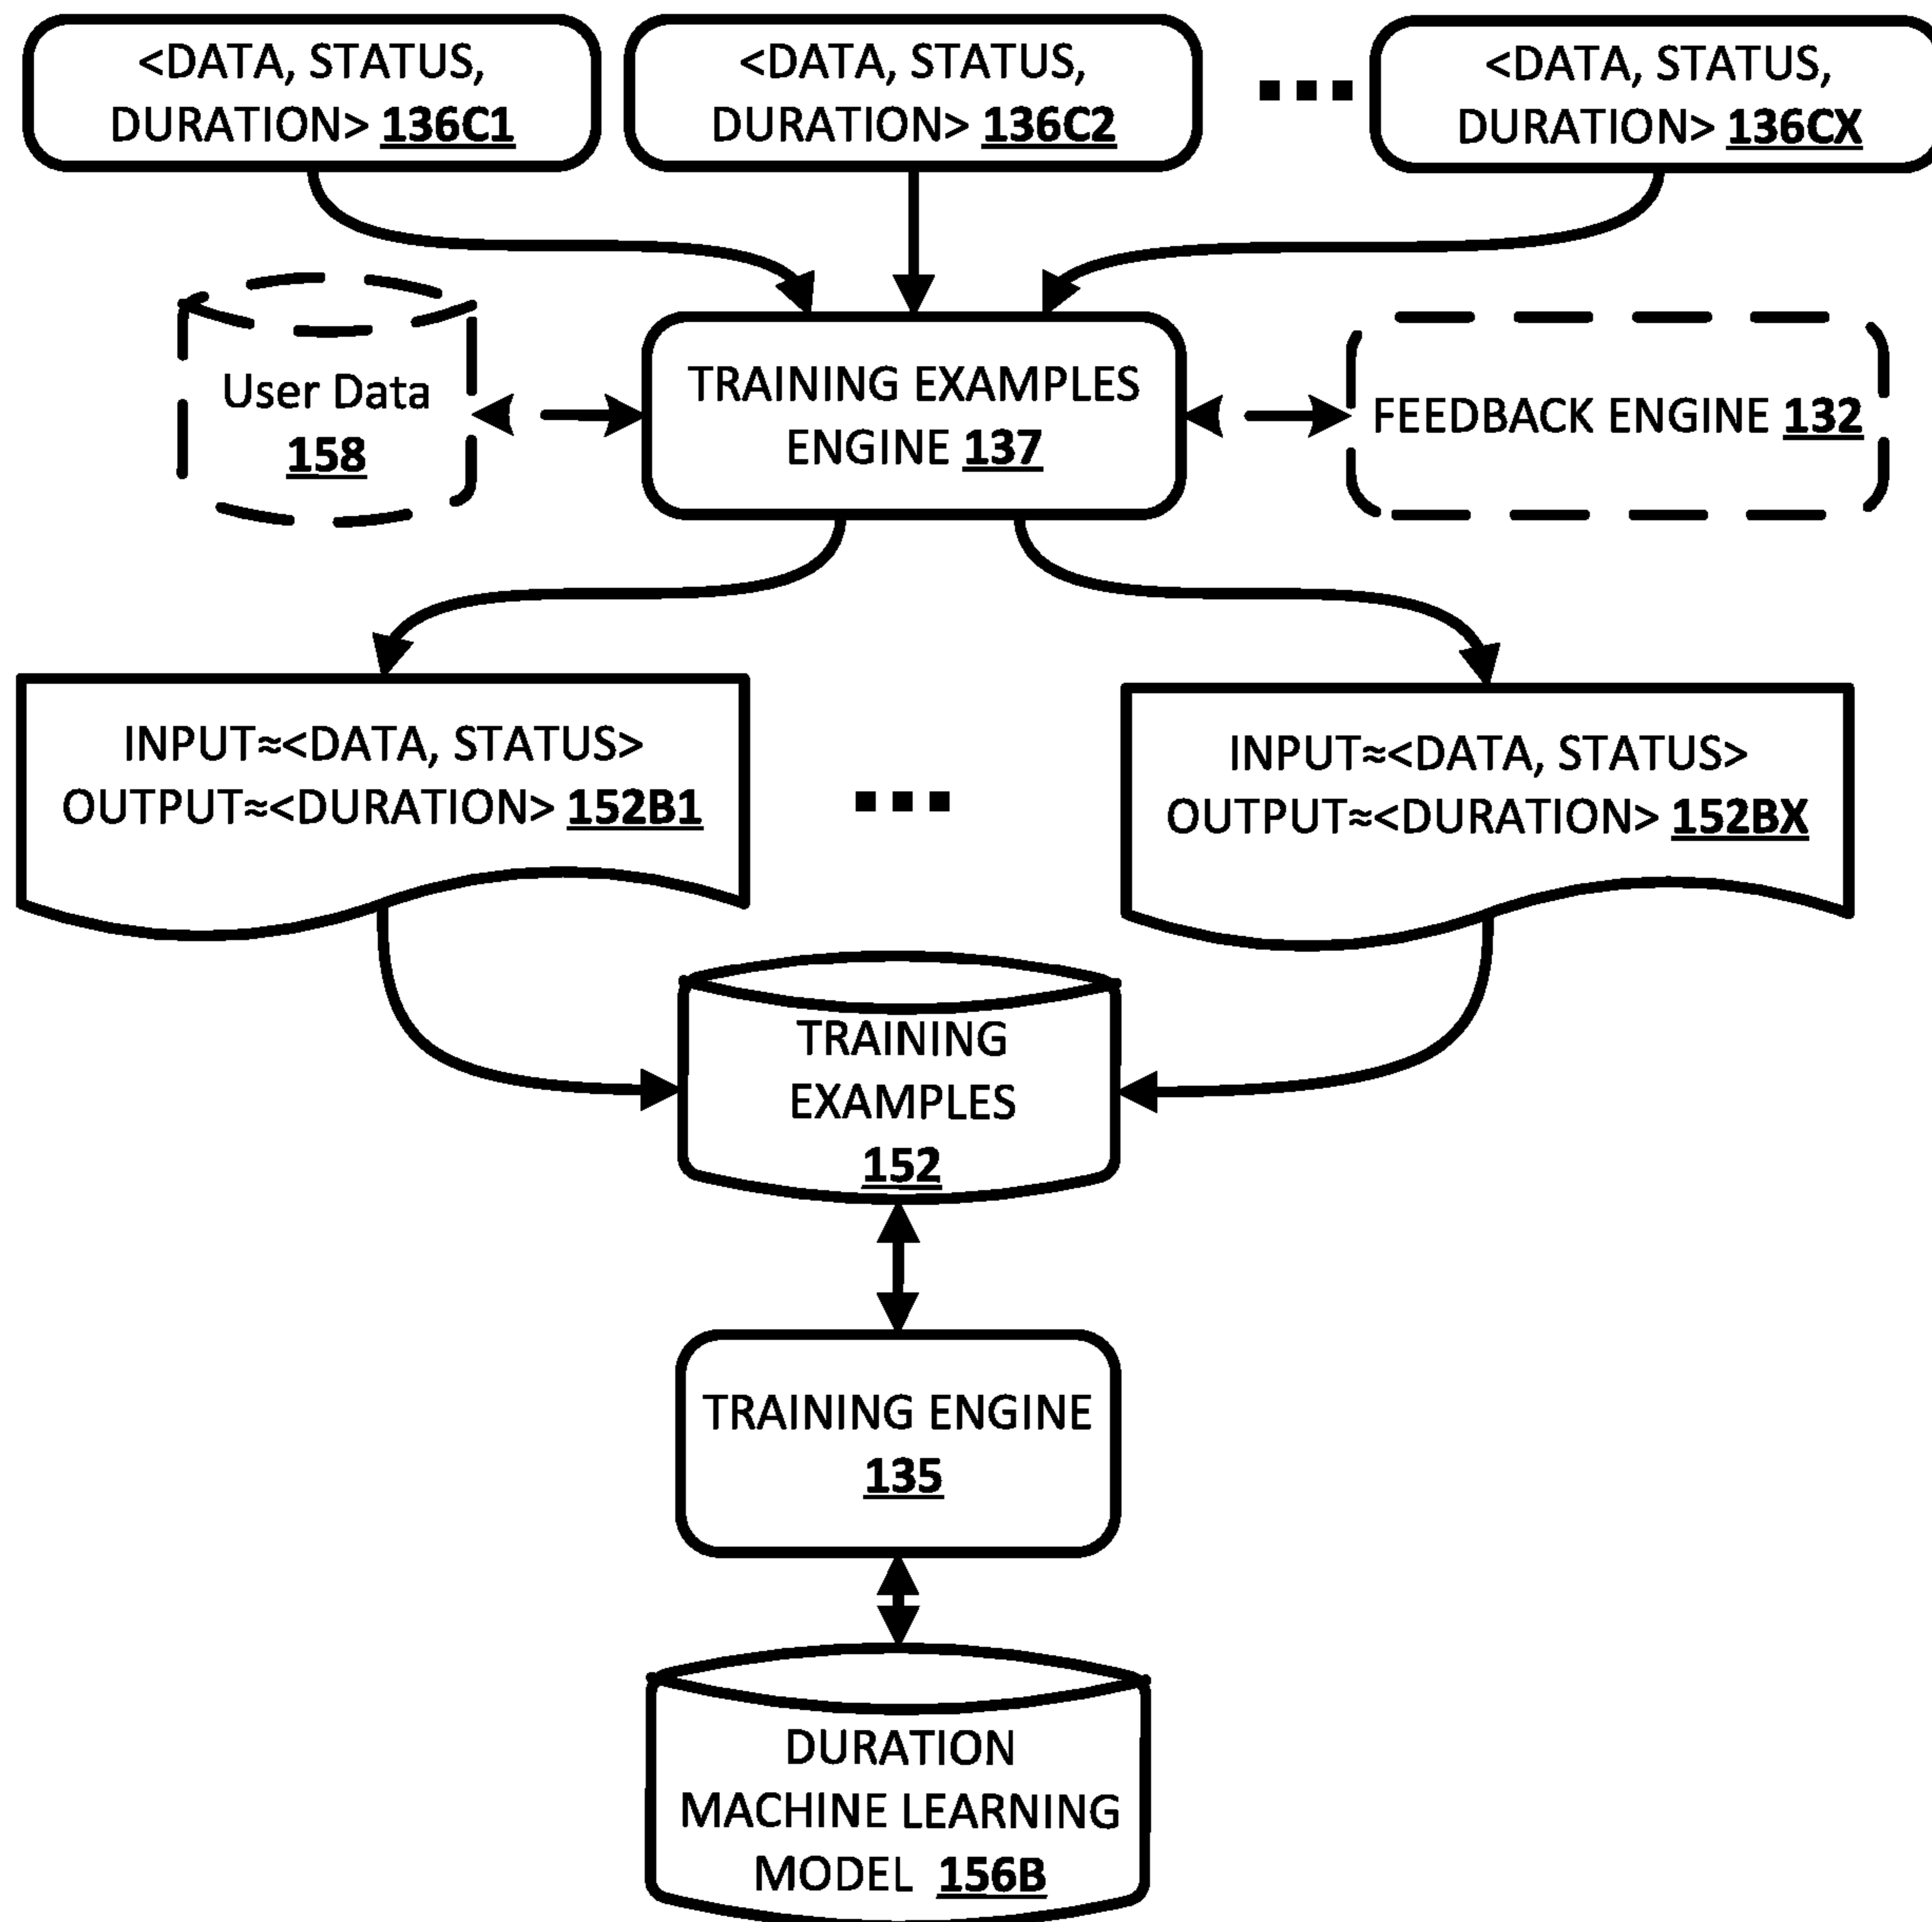 <DATA, STATUS,
DURATION> 136C1
<DATA, STATUS,
DURATION> 136C2
<DATA, STATUS,
DURATION> 136CX
User Data
158
TRAINING EXAMPLES
ENGINE 137
FEEDBACK ENGINE 132
INPUT≈<DATA, STATUS>
OUTPUT≈<DURATION> 152B1
INPUT≈<DATA, STATUS>
OUTPUT≈<DURATION> 152BX
TRAINING
EXAMPLES
152
TRAINING ENGINE
135
DURATION
MACHINE LEARNING
MODEL 156B